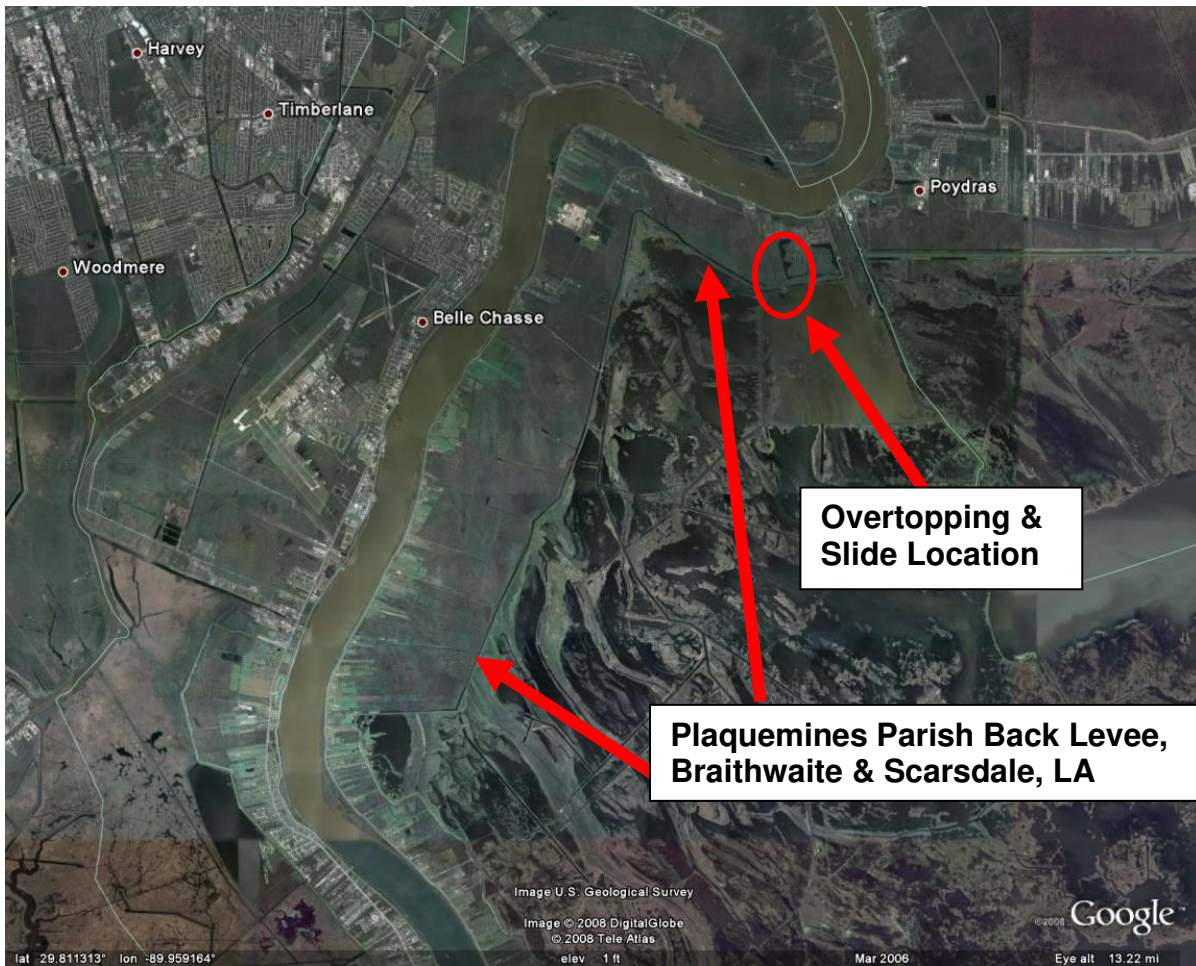 Harvey
Timberlane
Poydras
Woodmere
Belle Chasse
Overtopping &
Slide Location
Plaquemines Parish Back Levee,
Braithwaite & Scarsdale, LA
Image U.S. Geological Survey
Image © 2008 DigitalGlobe
© 2008 Tele Atlas
©2008 Google™
lat 29.811313° lon -89.959164° elev 1 ft Mar 2006 Eye alt 13.22 mi